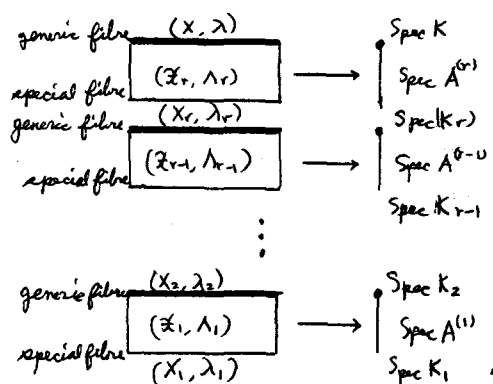 generic fibre (X, λ) Spec K
(𝔛r, Λr) Spec A^(r)
special fibre
generic fibre (Xr, λr) Spec(Kr)
(𝔛r-1, Λr-1) Spec A^(r-1)
special fibre Spec Kr-1
⋮
generic fibre (X2, λ2) Spec K2
(𝔛1, Λ1) Spec A^(1)
special fibre (X1, λ1) Spec K1 ,